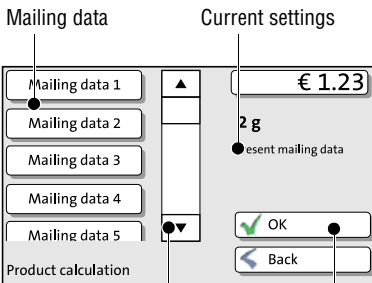 Mailing data Current settings
Mailing data 1
€ 1.23
Mailing data 2
2 g
Mailing data 3
esent mailing data
Mailing data 4
Mailing data 5
OK
Back
Product calculation